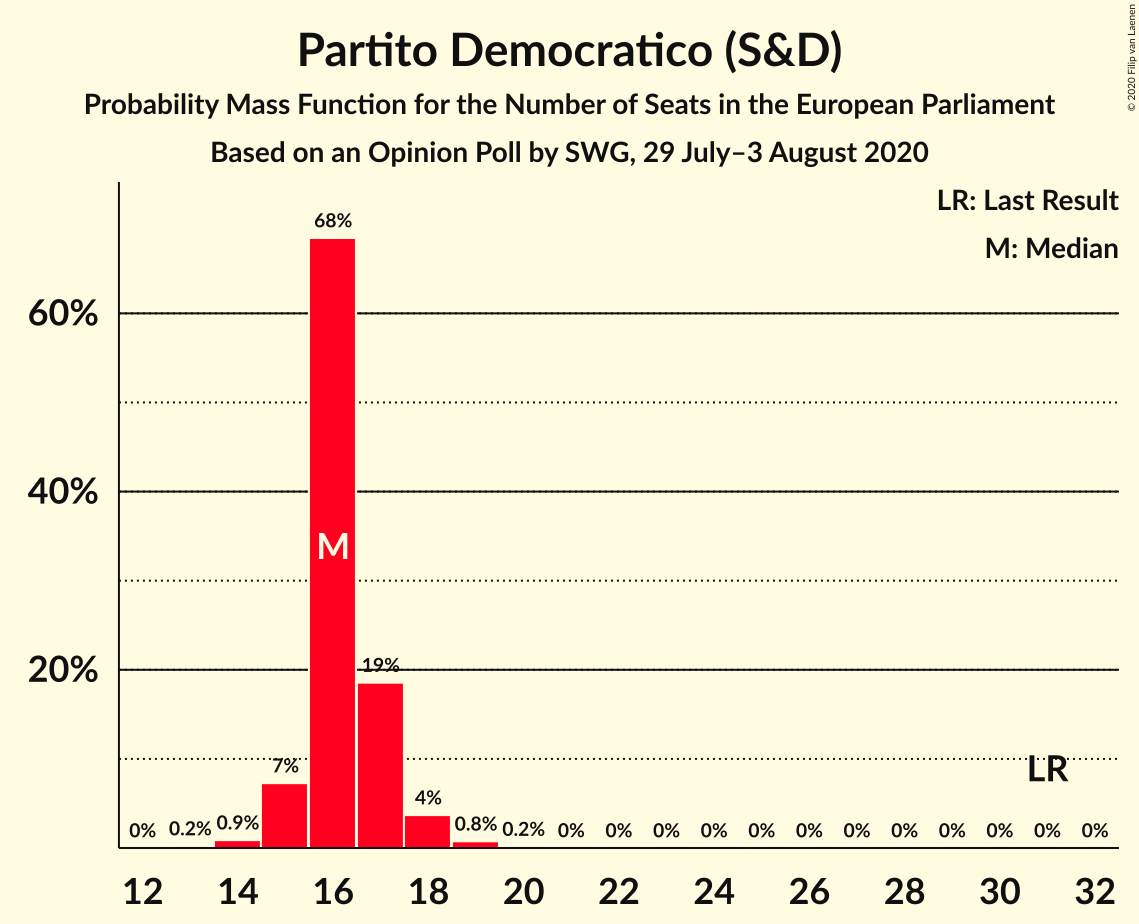 Partito Democratico (S&D)
Probability Mass Function for the Number of Seats in the European Parliament
Based on an Opinion Poll by SWG, 29 July–3 August 2020
© 2020 Filip van Laenen
LR: Last Result
M: Median
68%
60%
40%
M
20%
19%
7%
LR
4%
0% 0.2% 0.9% 0.8% 0.2% 0% 0% 0% 0% 0% 0% 0% 0% 0% 0% 0% 0%
12 14 16 18 20 22 24 26 28 30 32